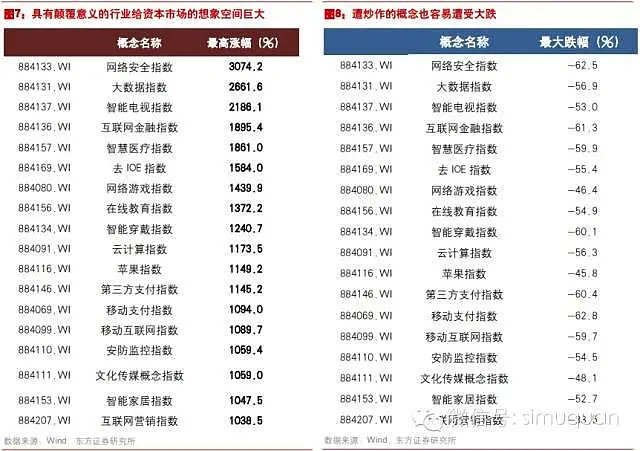 图7：具有颠覆意义的行业给资本市场的想象空间巨大
概念名称 最高涨幅（%）
884133.WI 网络安全指数 3074.2
884131.WI 大数据指数 2661.6
884137.WI 智能电视指数 2186.1
884136.WI 互联网金融指数 1895.4
884157.WI 智慧医疗指数 1861.0
884169.WI 去IOE指数 1584.0
884080.WI 网络游戏指数 1439.9
884156.WI 在线教育指数 1372.2
884134.WI 智能穿戴指数 1240.7
884091.WI 云计算指数 1173.5
884116.WI 苹果指数 1149.2
884146.WI 第三方支付指数 1145.2
884069.WI 移动支付指数 1094.0
884099.WI 移动互联网指数 1089.7
884110.WI 安防监控指数 1059.4
884111.WI 文化传媒概念指数 1059.0
884153.WI 智能家居指数 1047.5
884207.WI 互联网营销指数 1038.5
数据来源：Wind、东方证券研究所
图8：遭炒作的概念也容易遭受大跌
概念名称 最大跌幅（%）
884133.WI 网络安全指数 -62.5
884131.WI 大数据指数 -56.9
884137.WI 智能电视指数 -53.0
884136.WI 互联网金融指数 -61.3
884157.WI 智慧医疗指数 -59.9
884169.WI 去IOE指数 -55.4
884080.WI 网络游戏指数 -46.4
884156.WI 在线教育指数 -54.9
884134.WI 智能穿戴指数 -60.1
884091.WI 云计算指数 -56.3
884116.WI 苹果指数 -45.8
884146.WI 第三方支付指数 -60.4
884069.WI 移动支付指数 -62.8
884099.WI 移动互联网指数 -59.7
884110.WI 安防监控指数 -54.5
884111.WI 文化传媒概念指数 -48.1
884153.WI 智能家居指数 -52.7
884207.WI 联网营销指数
微信号: simuquan
数据来源：Wind、东方证券研究所